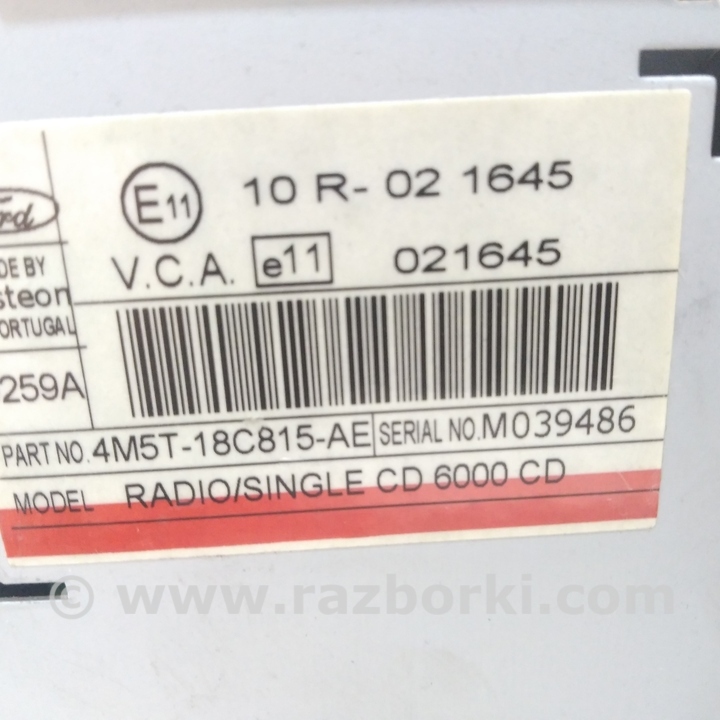 E11 10 R- 02 1645
V.C.A. e11 021645
PORTUGAL
259A
PART NO. 4M5T-18C815-AE SERIAL NO. M039486
MODEL RADIO/SINGLE CD 6000 CD
© www.razborki.com